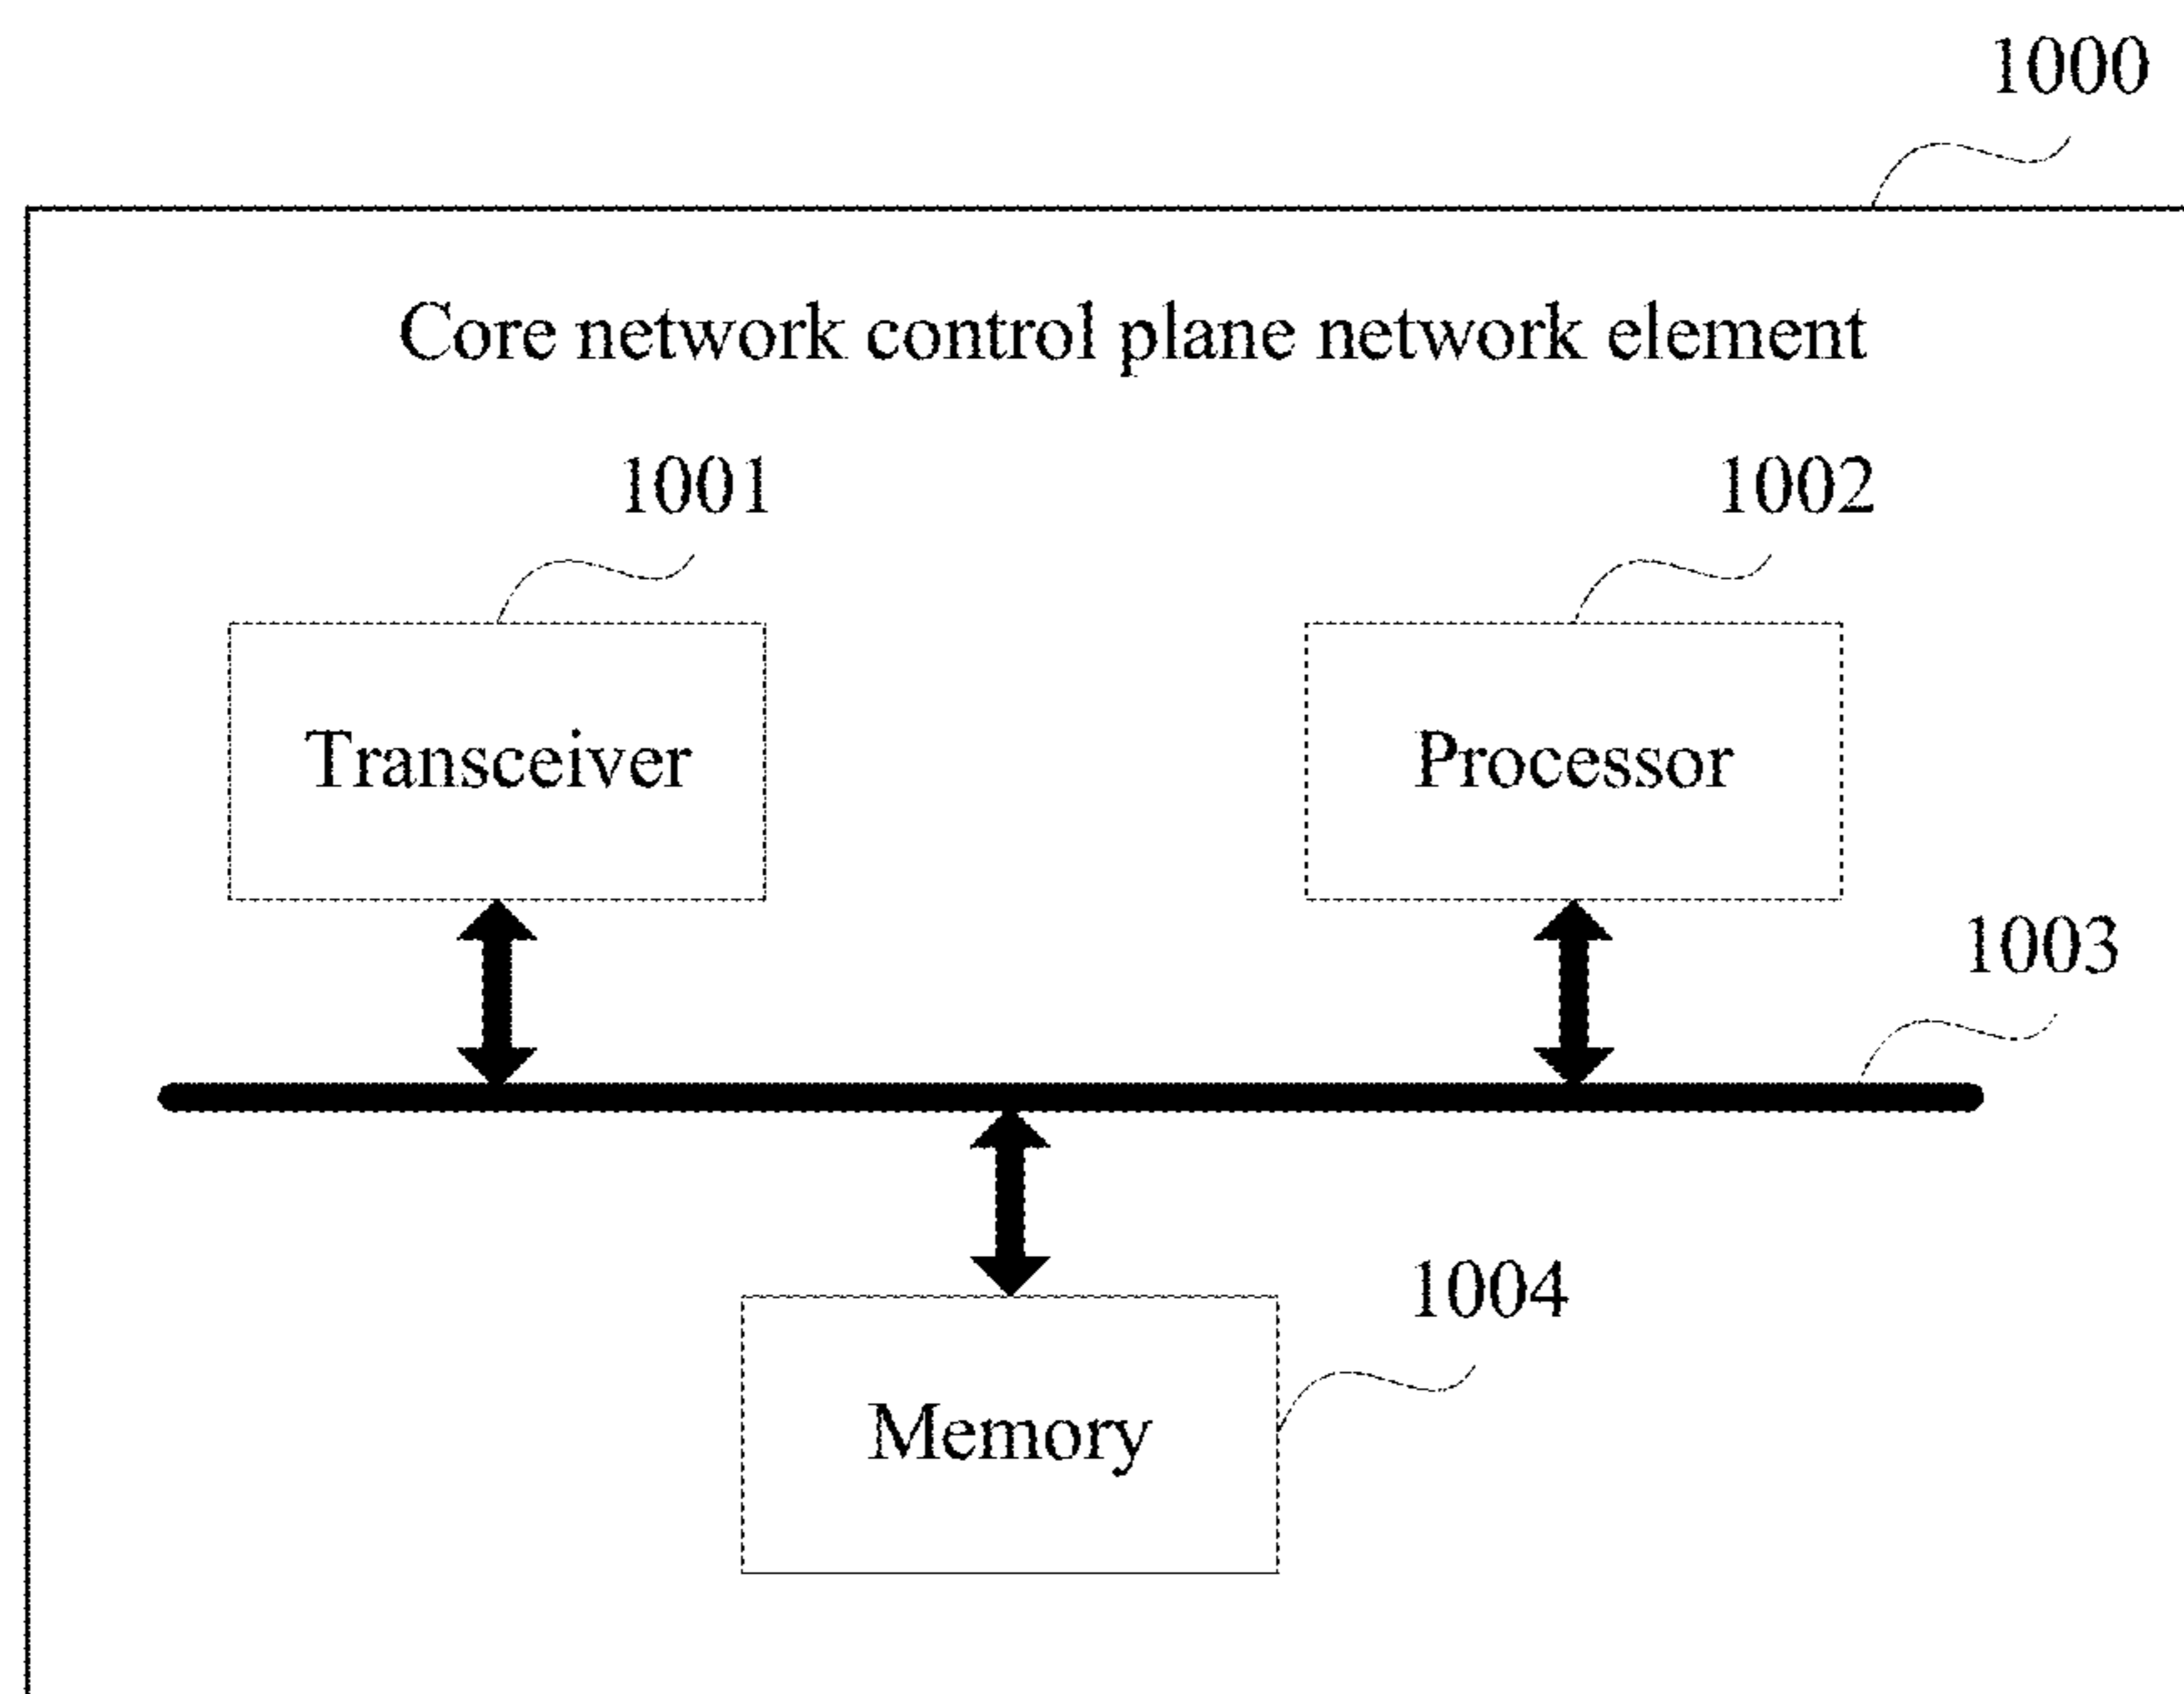 1000
Core network control plane network element
1001
1002
Transceiver
Processor
1003
1004
Memory